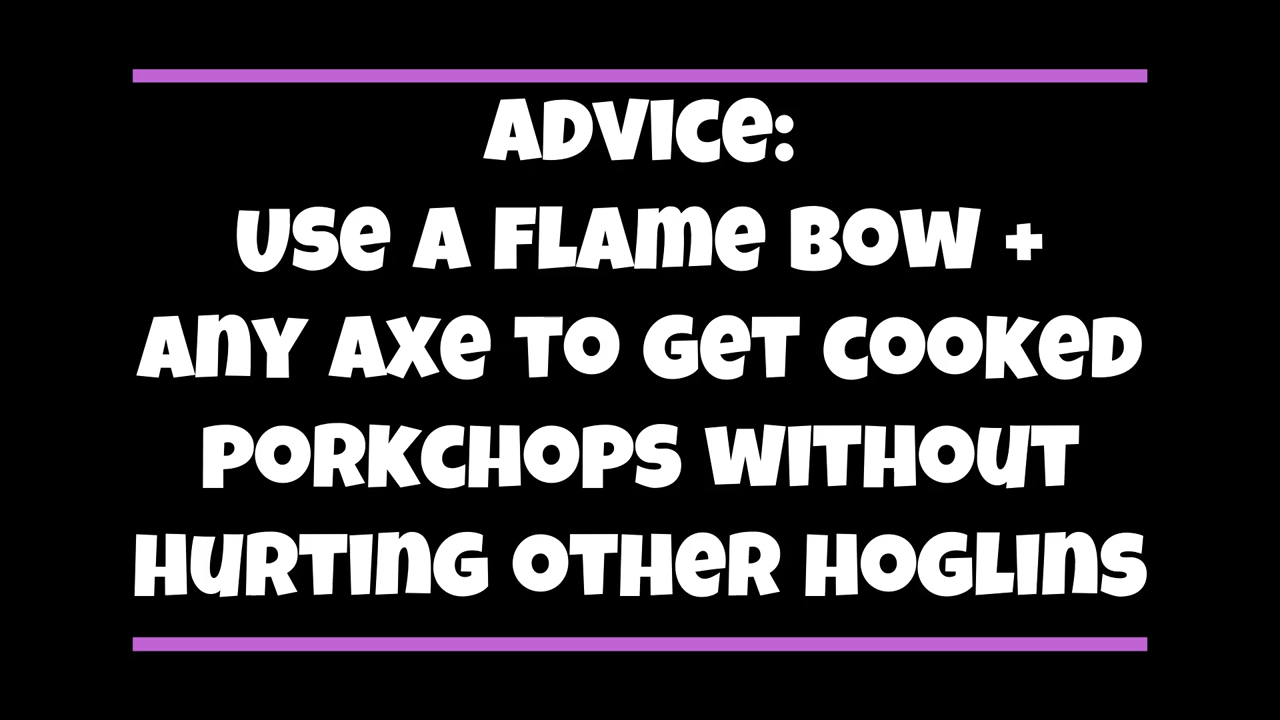 ADVICE:
USE A FLAME BOW +
ANY AXE TO GET COOKED
PORKCHOPS WITHOUT
HURTING OTHER HOGLINS